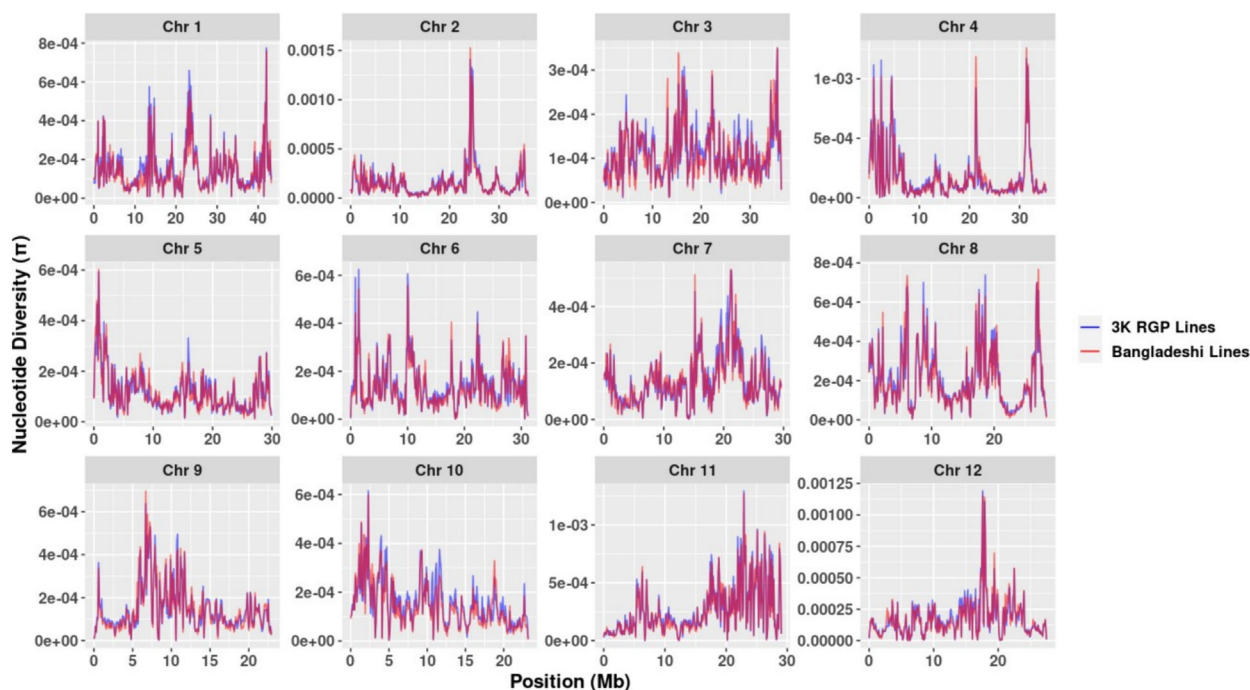 Chr 1 Chr 2 Chr 3 Chr 4
8e-04 0.0015 3e-04 1e-03
6e-04 0.0010 2e-04 5e-04
4e-04 0.0005 1e-04 0e+00
2e-04 0.0000 0e+00
0e+00
0 10 20 30 40 0 10 20 30 0 10 20 30 0 10 20 30
Chr 5 Chr 6 Chr 7 Chr 8
6e-04 6e-04 4e-04 8e-04
4e-04 4e-04 2e-04 6e-04
2e-04 2e-04 0e+00 4e-04
0e+00 0e+00 2e-04
0e+00
0 10 20 30 0 10 20 30 0 10 20 30 0 10 20
Chr 9 Chr 10 Chr 11 Chr 12
6e-04 6e-04 1e-03 0.00125
4e-04 4e-04 5e-04 0.00100
2e-04 2e-04 0e+00 0.00075
0e+00 0e+00 0.00050
0.00025
0.00000
0 5 10 15 20 0 5 10 15 20 0 10 20 30 0 10 20
Nucleotide Diversity (π)
Position (Mb)
3K RGP Lines
Bangladeshi Lines